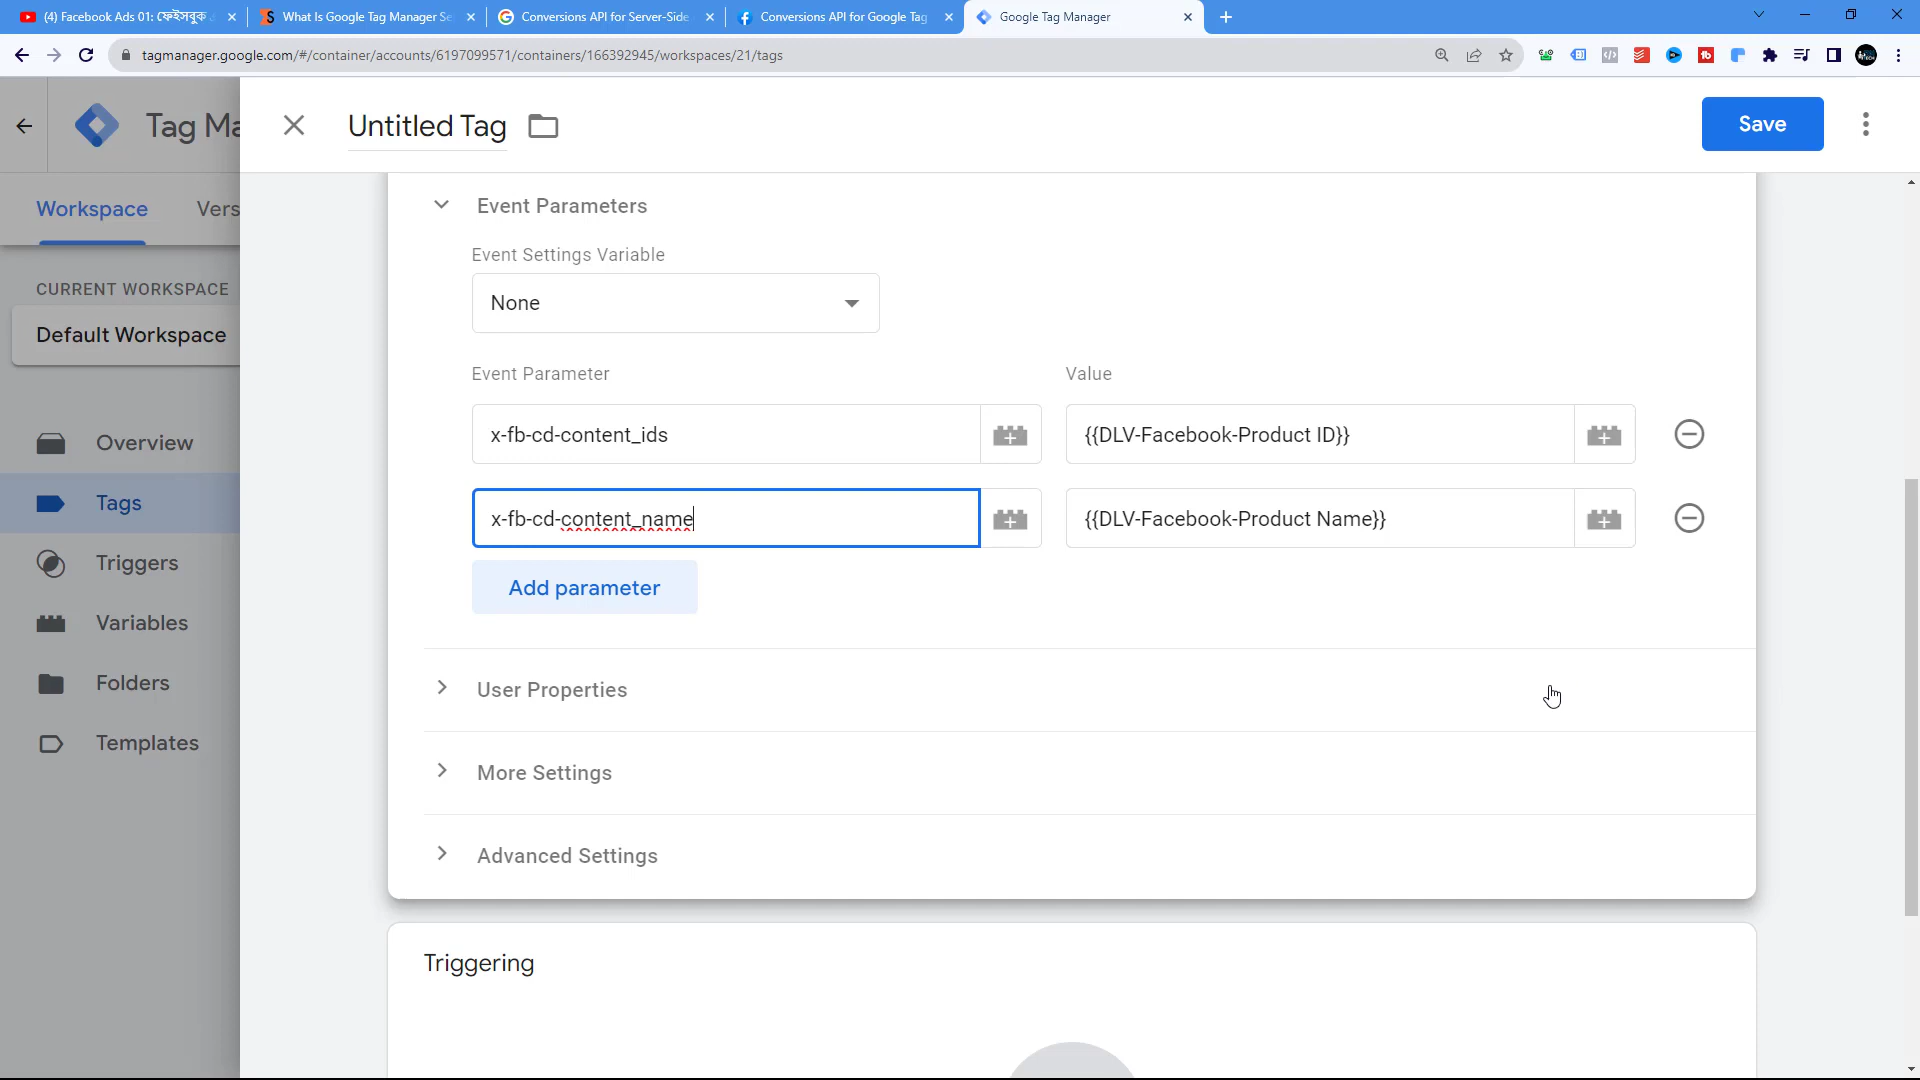 (4) Facebook Ads 01: ফেইসবুক
What Is Google Tag Manager Se
Conversions API for Server-Side
Conversions API for Google Tag
Google Tag Manager
tagmanager.google.com/#/container/accounts/6197099571/containers/166392945/workspaces/21/tags
Tag Ma
Untitled Tag
Save
Workspace
Vers
Event Parameters
Event Settings Variable
None
CURRENT WORKSPACE
Default Workspace
Event Parameter
Value
x-fb-cd-content_ids
{{DLV-Facebook-Product ID}}
x-fb-cd-content_name
{{DLV-Facebook-Product Name}}
Add parameter
Overview
Tags
Triggers
Variables
Folders
Templates
User Properties
More Settings
Advanced Settings
Triggering